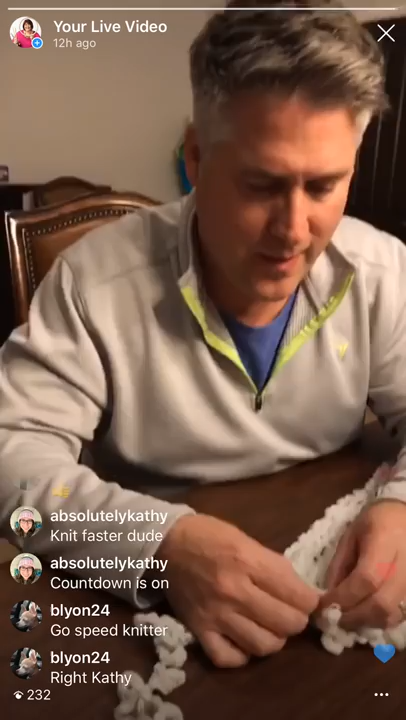 Your Live Video
12h ago
absolutelykathy
Knit faster dude
absolutelykathy
Countdown is on
blyon24
Go speed knitter
blyon24
Right Kathy
232